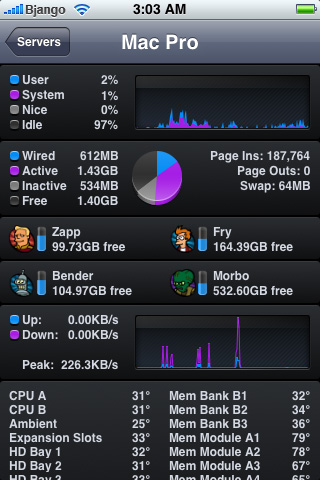 Bjango 3:03 AM
Servers Mac Pro
User 2%
System 1%
Nice 0%
Idle 97%
Wired 612MB
Active 1.43GB
Inactive 534MB
Free 1.40GB
Page Ins: 187,764
Page Outs: 0
Swap: 64MB
Zapp
99.73GB free
Fry
164.39GB free
Bender
104.97GB free
Morbo
532.60GB free
Up: 0.00KB/s
Down: 0.00KB/s
Peak: 226.3KB/s
CPU A 31°
CPU B 31°
Ambient 25°
Expansion Slots 33°
HD Bay 1 32°
HD Bay 2 31°
HD Bay 3 31°
Mem Bank B1 32°
Mem Bank B2 34°
Mem Bank B3 36°
Mem Module A1 79°
Mem Module A2 78°
Mem Module A3 67°
Mem Module A4 65°